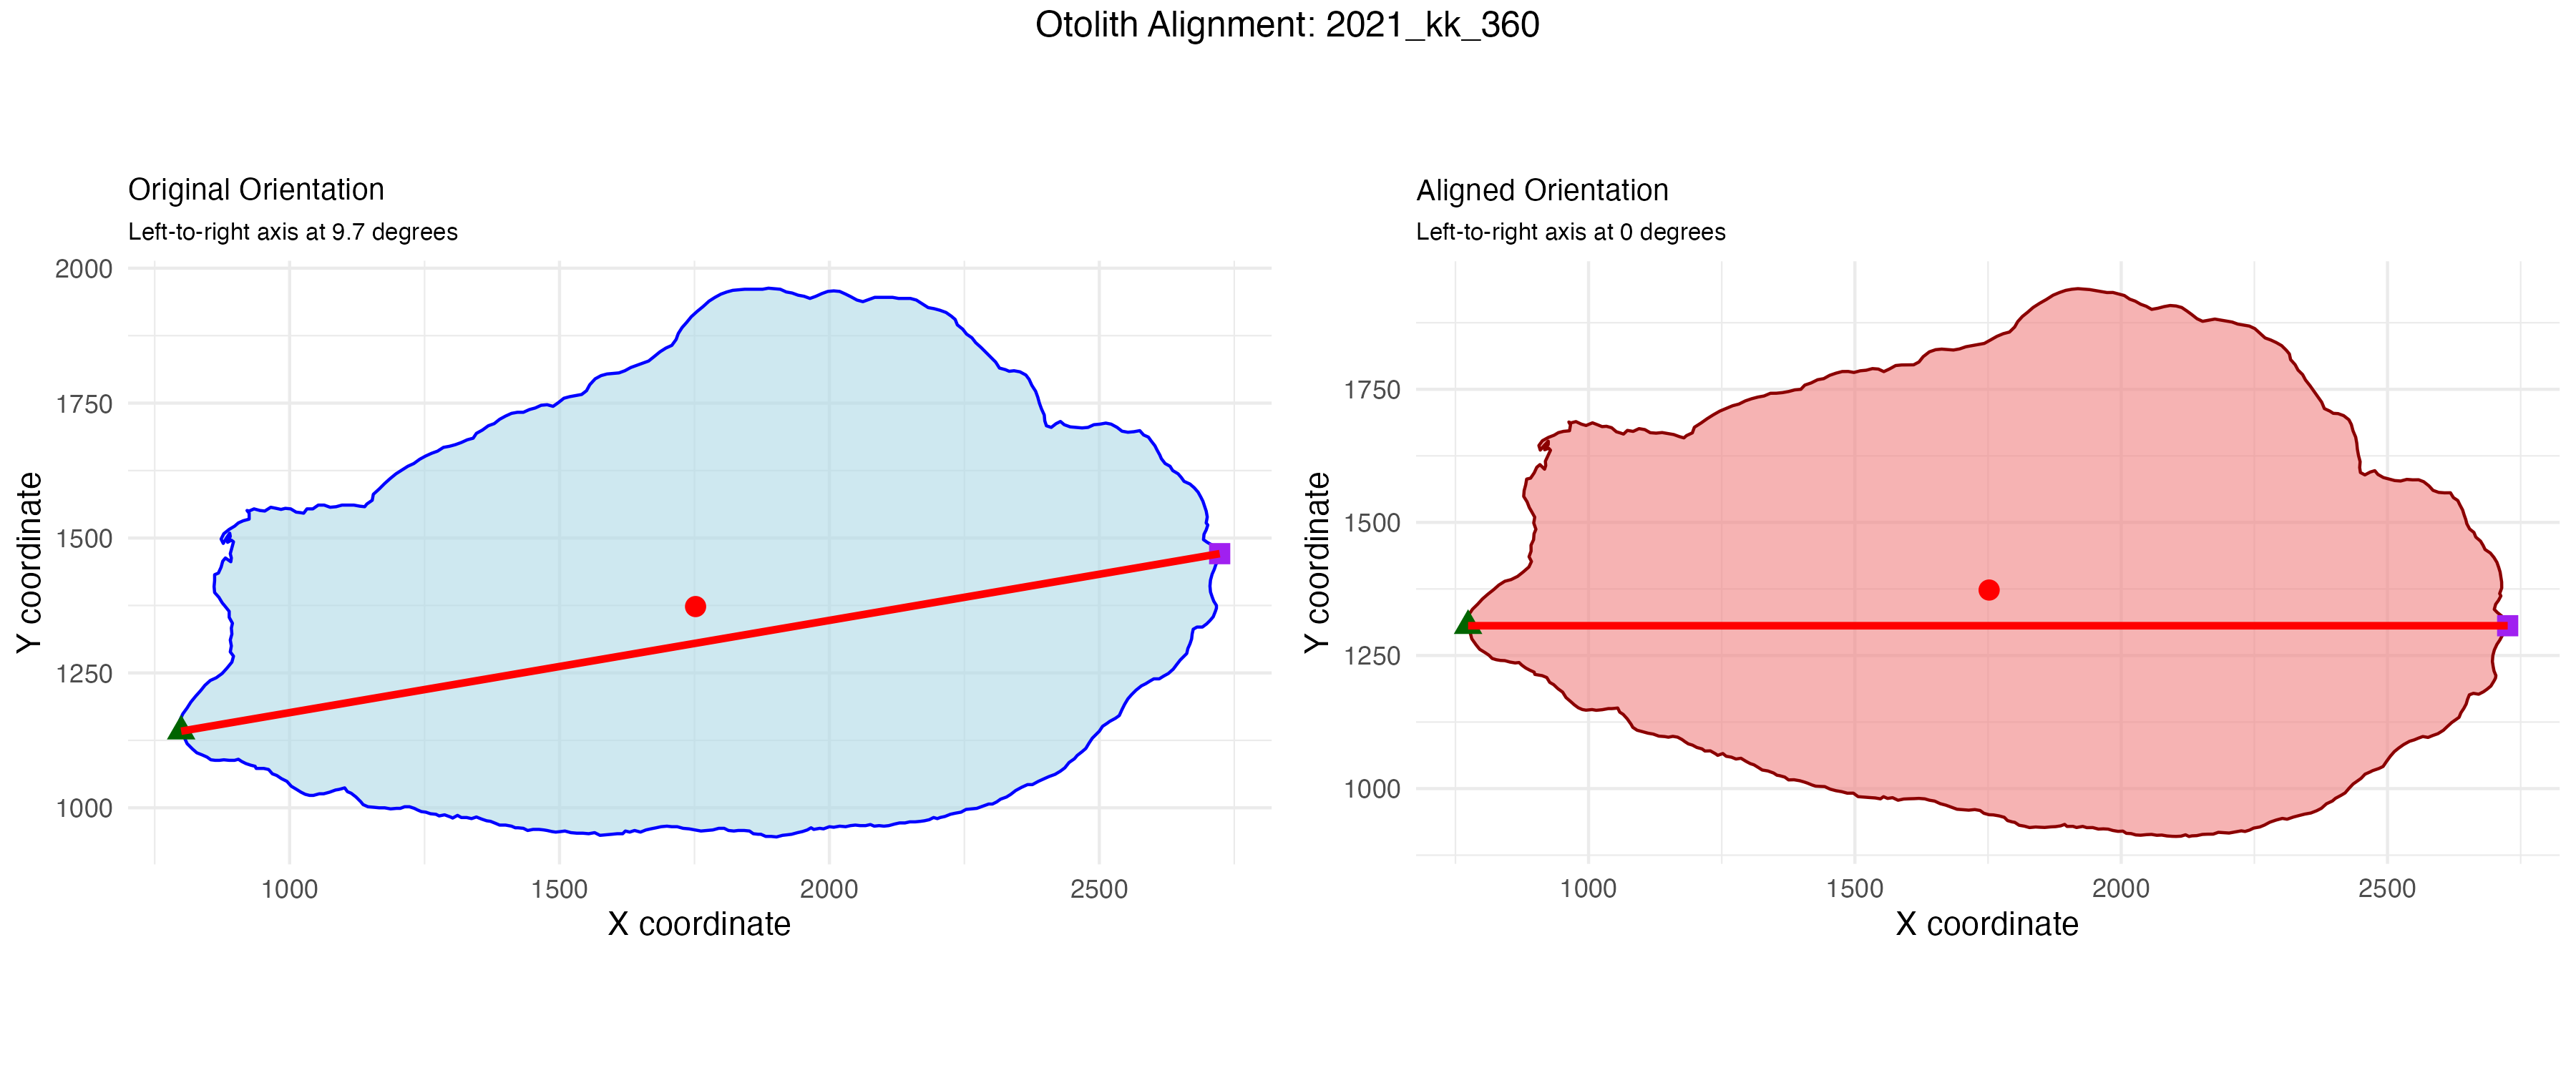 Otolith Alignment: 2021_kk_360
Original Orientation
Left-to-right axis at 9.7 degrees
2000
1750
1500
1250
1000
Y coordinate
1000 1500 2000 2500
X coordinate
Aligned Orientation
Left-to-right axis at 0 degrees
1750
1500
1250
1000
Y coordinate
1000 1500 2000 2500
X coordinate